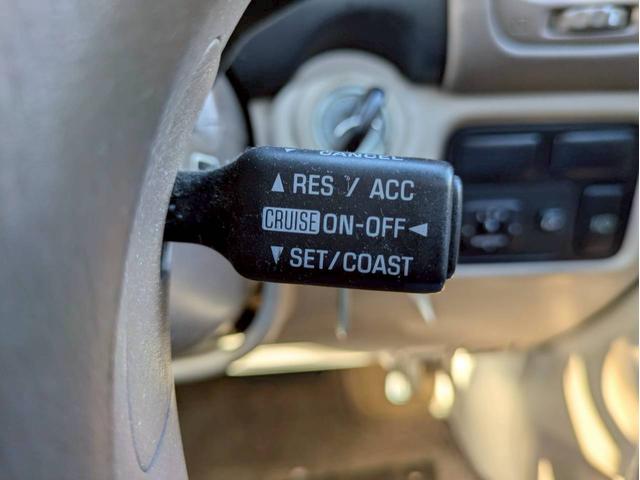 ▼ CANCEL
▲ RES / ACC
CRUISE ON-OFF ◄
▼ SET/COAST